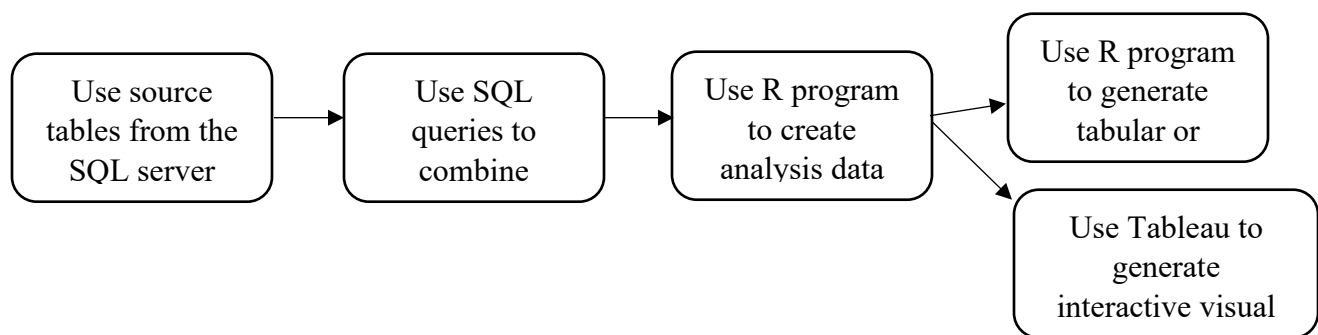 Use source
tables from the
SQL server
Use SQL
queries to
combine
Use R program
to create
analysis data
Use R program
to generate
tabular or
Use Tableau to
generate
interactive visual